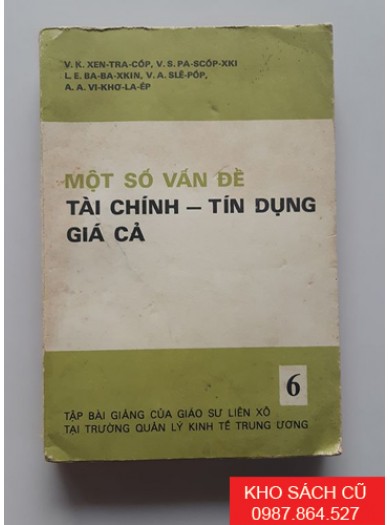 V. K. XEN-TRA-CỐP, V. S. PA-SCỐP-XKI
L. E. BA-BA-XKIN, V. A. SLÊ-PỐP,
A. A. VI-KHƠ-LA-ÉP
MỘT SỐ VẤN ĐỀ
TÀI CHÍNH – TÍN DỤNG
GIÁ CẢ
6
TẬP BÀI GIẢNG CỦA GIÁO SƯ LIÊN XÔ
TẠI TRƯỜNG QUẢN LÝ KINH TẾ TRUNG ƯƠNG
KHO SÁCH CŨ
0987.864.527